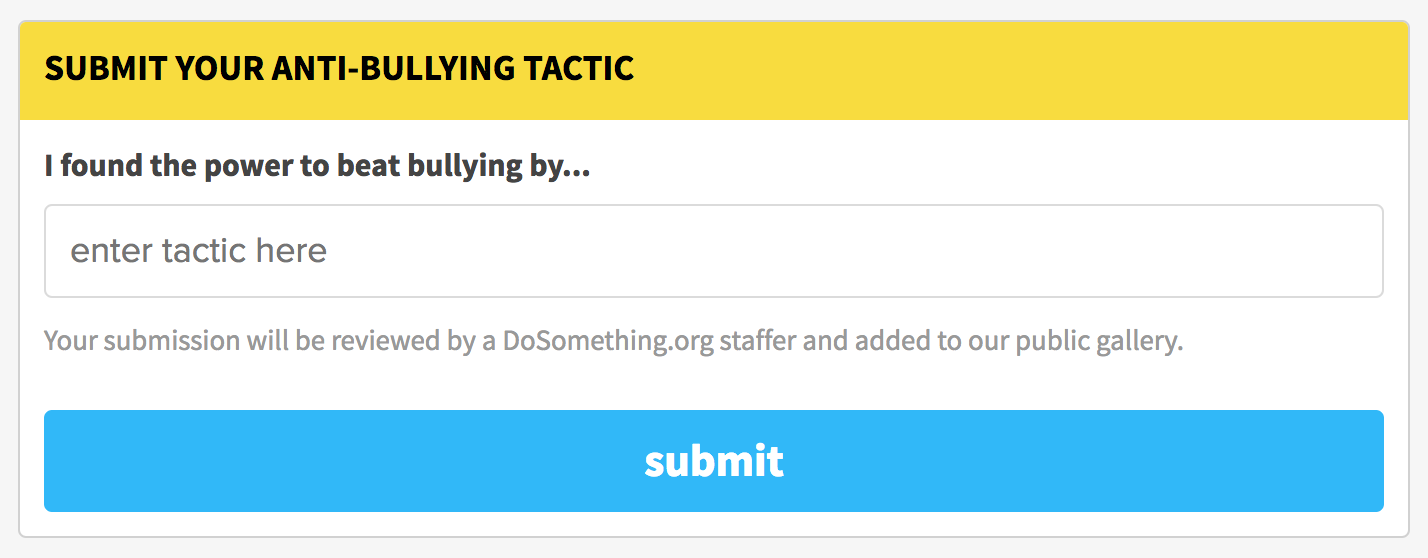 SUBMIT YOUR ANTI-BULLYING TACTIC
I found the power to beat bullying by...
enter tactic here
Your submission will be reviewed by a DoSomething.org staffer and added to our public gallery.
submit